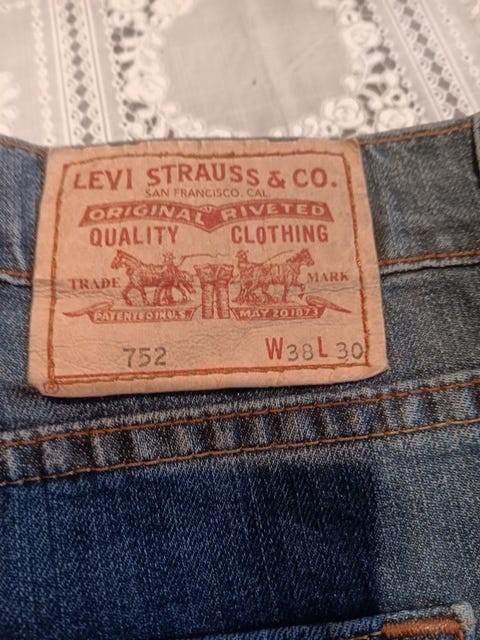 LEVI STRAUSS & CO.
SAN FRANCISCO, CAL.
ORIGINAL RIVETED
QUALITY CLOTHING
TRADE MARK
PATENTED IN U.S. MAY 20 1873
752 W38 L 30
®